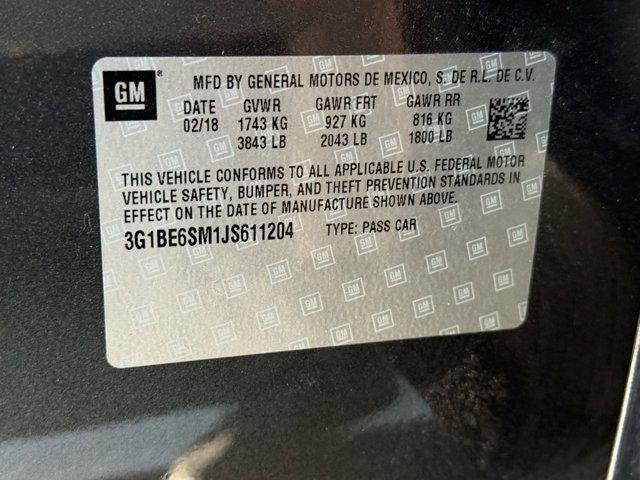 GM
MFD BY GENERAL MOTORS DE MEXICO, S. DE R.L. DE C.V.
DATE GVWR GAWR FRT GAWR RR
02/18 1743 KG 927 KG 816 KG
3843 LB 2043 LB 1800 LB
THIS VEHICLE CONFORMS TO ALL APPLICABLE U.S. FEDERAL MOTOR
VEHICLE SAFETY, BUMPER, AND THEFT PREVENTION STANDARDS IN
EFFECT ON THE DATE OF MANUFACTURE SHOWN ABOVE.
3G1BE6SM1JS611204 TYPE: PASS CAR